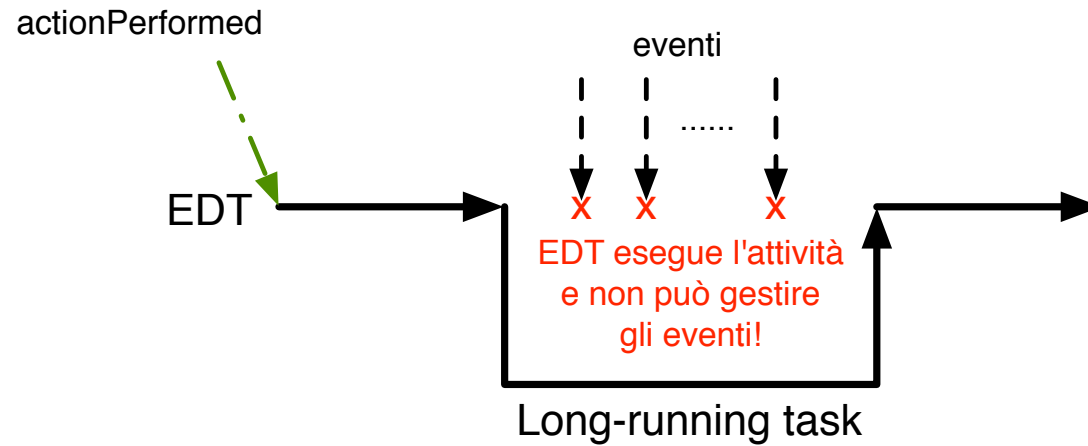 actionPerformed
eventi
......
EDT
x x x
EDT esegue l'attività
e non può gestire
gli eventi!
Long-running task